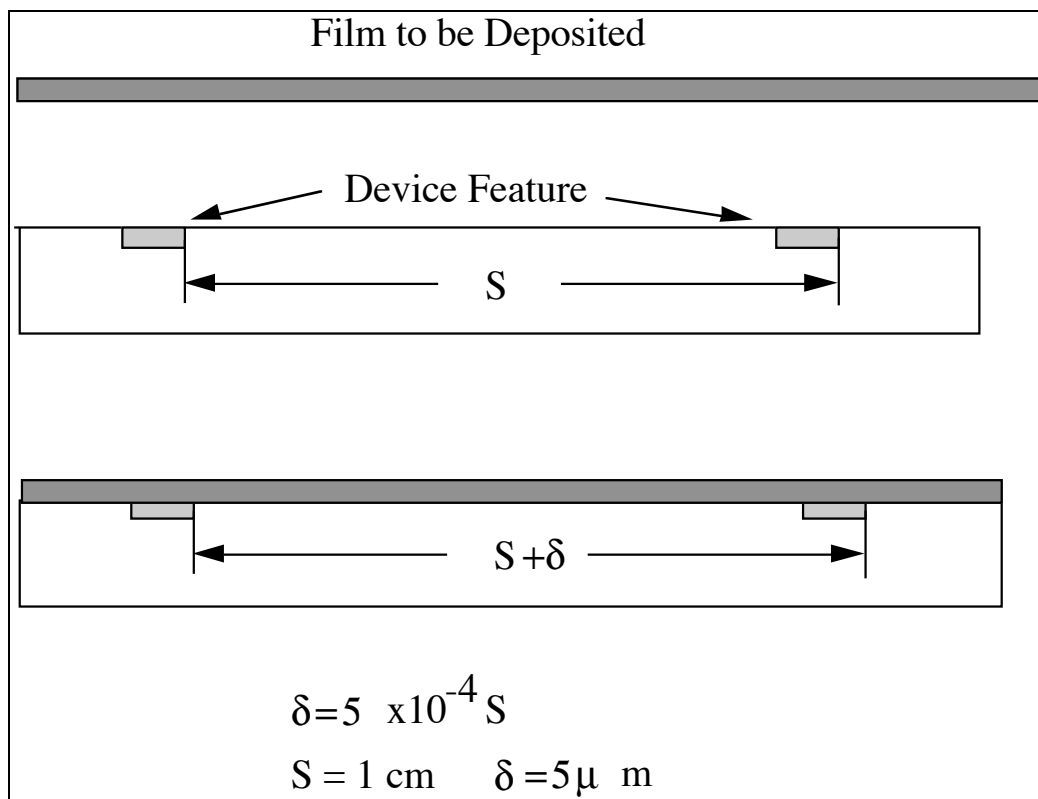 Film to be Deposited
Device Feature
S
S+δ
δ=5 x10⁻⁴ S
S = 1 cm δ =5μ m